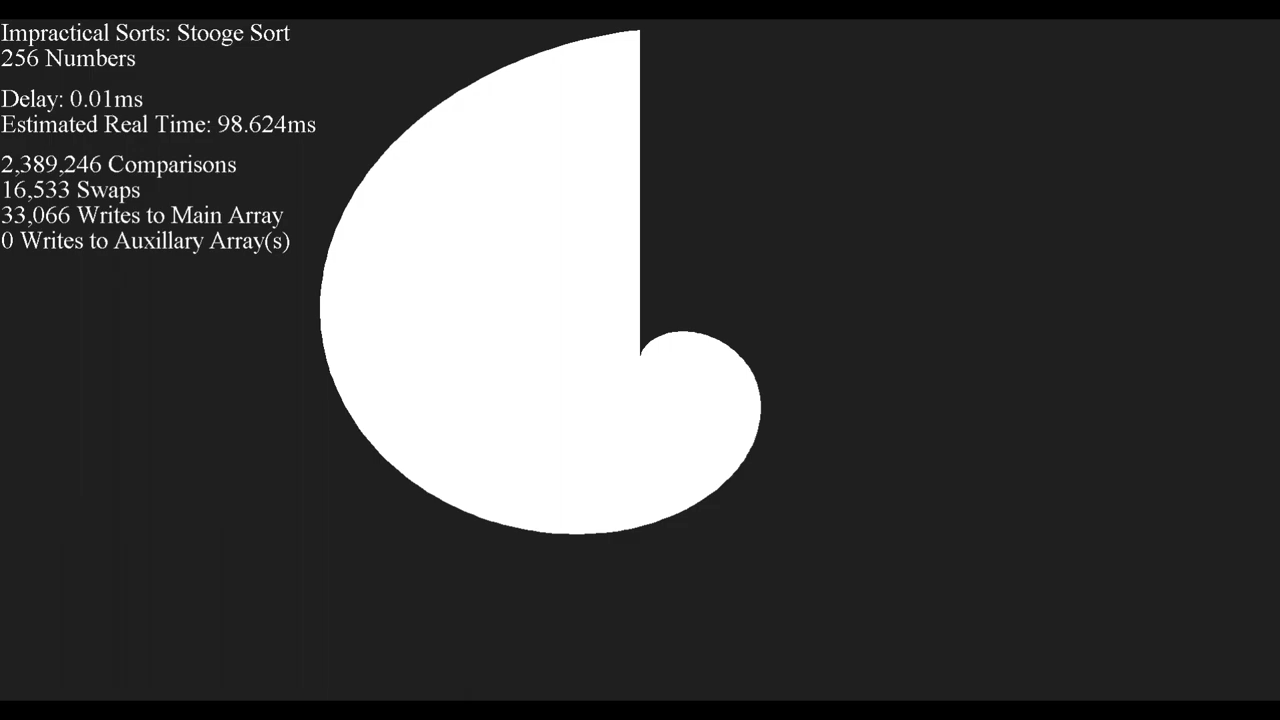 Impractical Sorts: Stooge Sort
256 Numbers
Delay: 0.01ms
Estimated Real Time: 98.624ms
2,389,246 Comparisons
16,533 Swaps
33,066 Writes to Main Array
0 Writes to Auxillary Array(s)